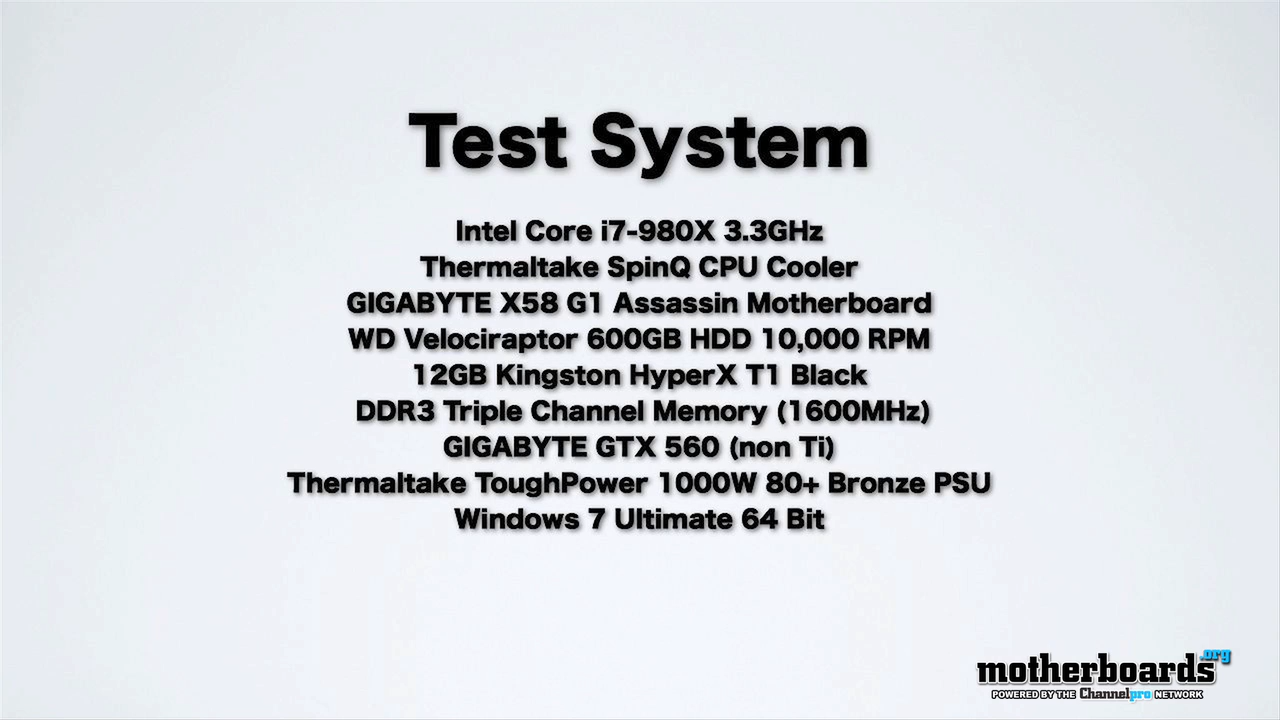 Test System
Intel Core i7-980X 3.3GHz
Thermaltake SpinQ CPU Cooler
GIGABYTE X58 G1 Assassin Motherboard
WD Velociraptor 600GB HDD 10,000 RPM
12GB Kingston HyperX T1 Black
DDR3 Triple Channel Memory (1600MHz)
GIGABYTE GTX 560 (non Ti)
Thermaltake ToughPower 1000W 80+ Bronze PSU
Windows 7 Ultimate 64 Bit
motherboards.org
POWERED BY THE Channelpro NETWORK